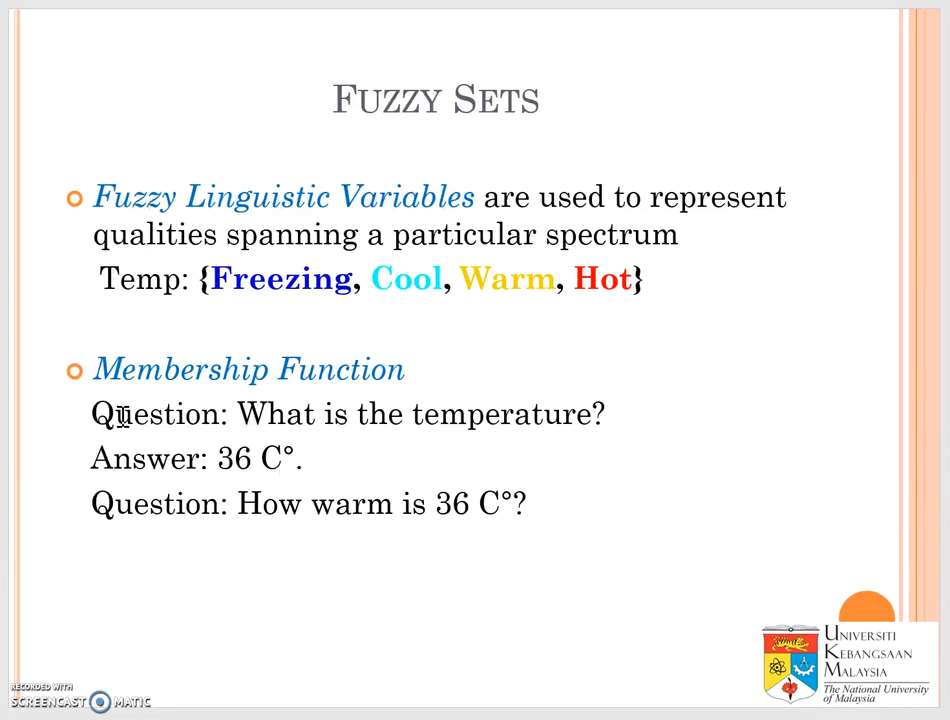 FUZZY SETS
Fuzzy Linguistic Variables are used to represent
qualities spanning a particular spectrum
Temp: {Freezing, Cool, Warm, Hot}
Membership Function
Question: What is the temperature?
Answer: 36 C°.
Question: How warm is 36 C°?
UNIVERSITI
KEBANGSAAN
MALAYSIA
The National University
of Malaysia
RECORDED WITH
SCREENCAST MATIC